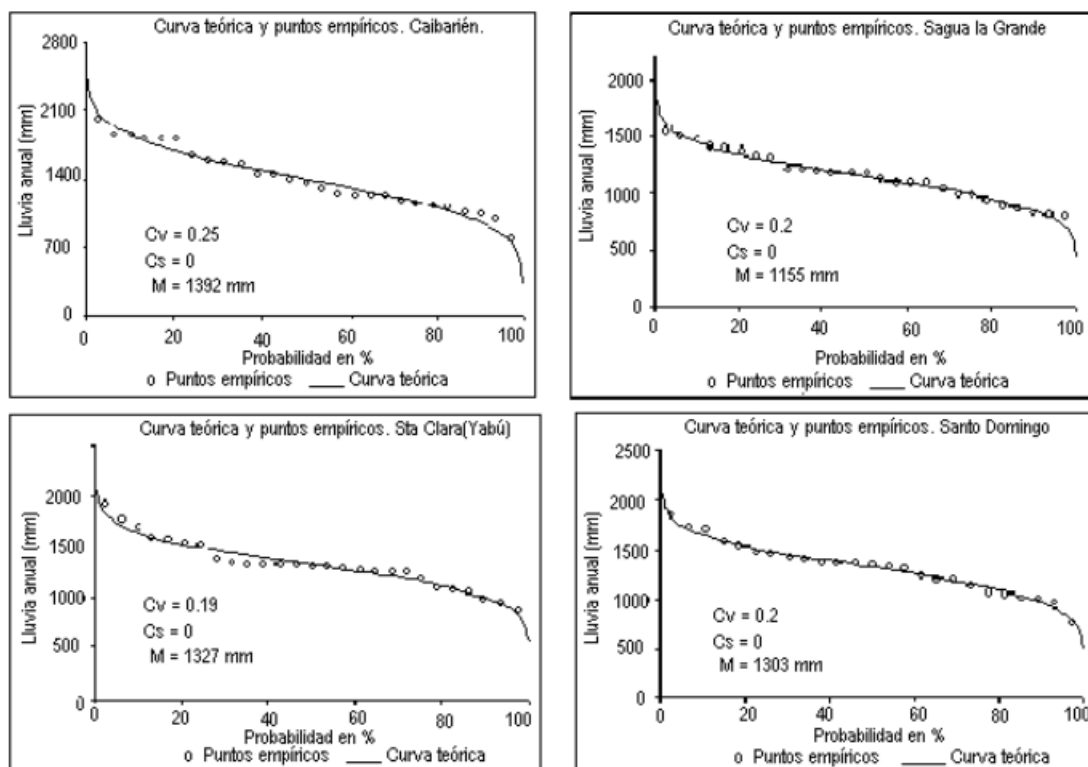 Curva teórica y puntos empíricos. Caibarién.
2800
2100
1400
700
0
Lluvia anual (mm)
Cv = 0.25
Cs = 0
M = 1392 mm
0 20 40 60 80 100
Probabilidad en %
o Puntos empíricos ___ Curva teórica
Curva teórica y puntos empíricos. Sagua la Grande
2000
1500
1000
500
0
Lluvia anual (mm)
Cv = 0.2
Cs = 0
M = 1155 mm
0 20 40 60 80 100
Probabilidad en %
o Puntos empíricos ___ Curva teórica
Curva teórica y puntos empíricos. Sta Clara(Yabú)
2000
1500
1000
500
0
Lluvia anual (mm)
Cv = 0.19
Cs = 0
M = 1327 mm
0 20 40 60 80 100
Probabilidad en %
o Puntos empíricos ___ Curva teórica
Curva teórica y puntos empíricos. Santo Domingo
2500
2000
1500
1000
500
0
Lluvia anual (mm)
Cv = 0.2
Cs = 0
M = 1303 mm
0 20 40 60 80 100
Probabilidad en %
o Puntos empíricos ___ Curva teórica